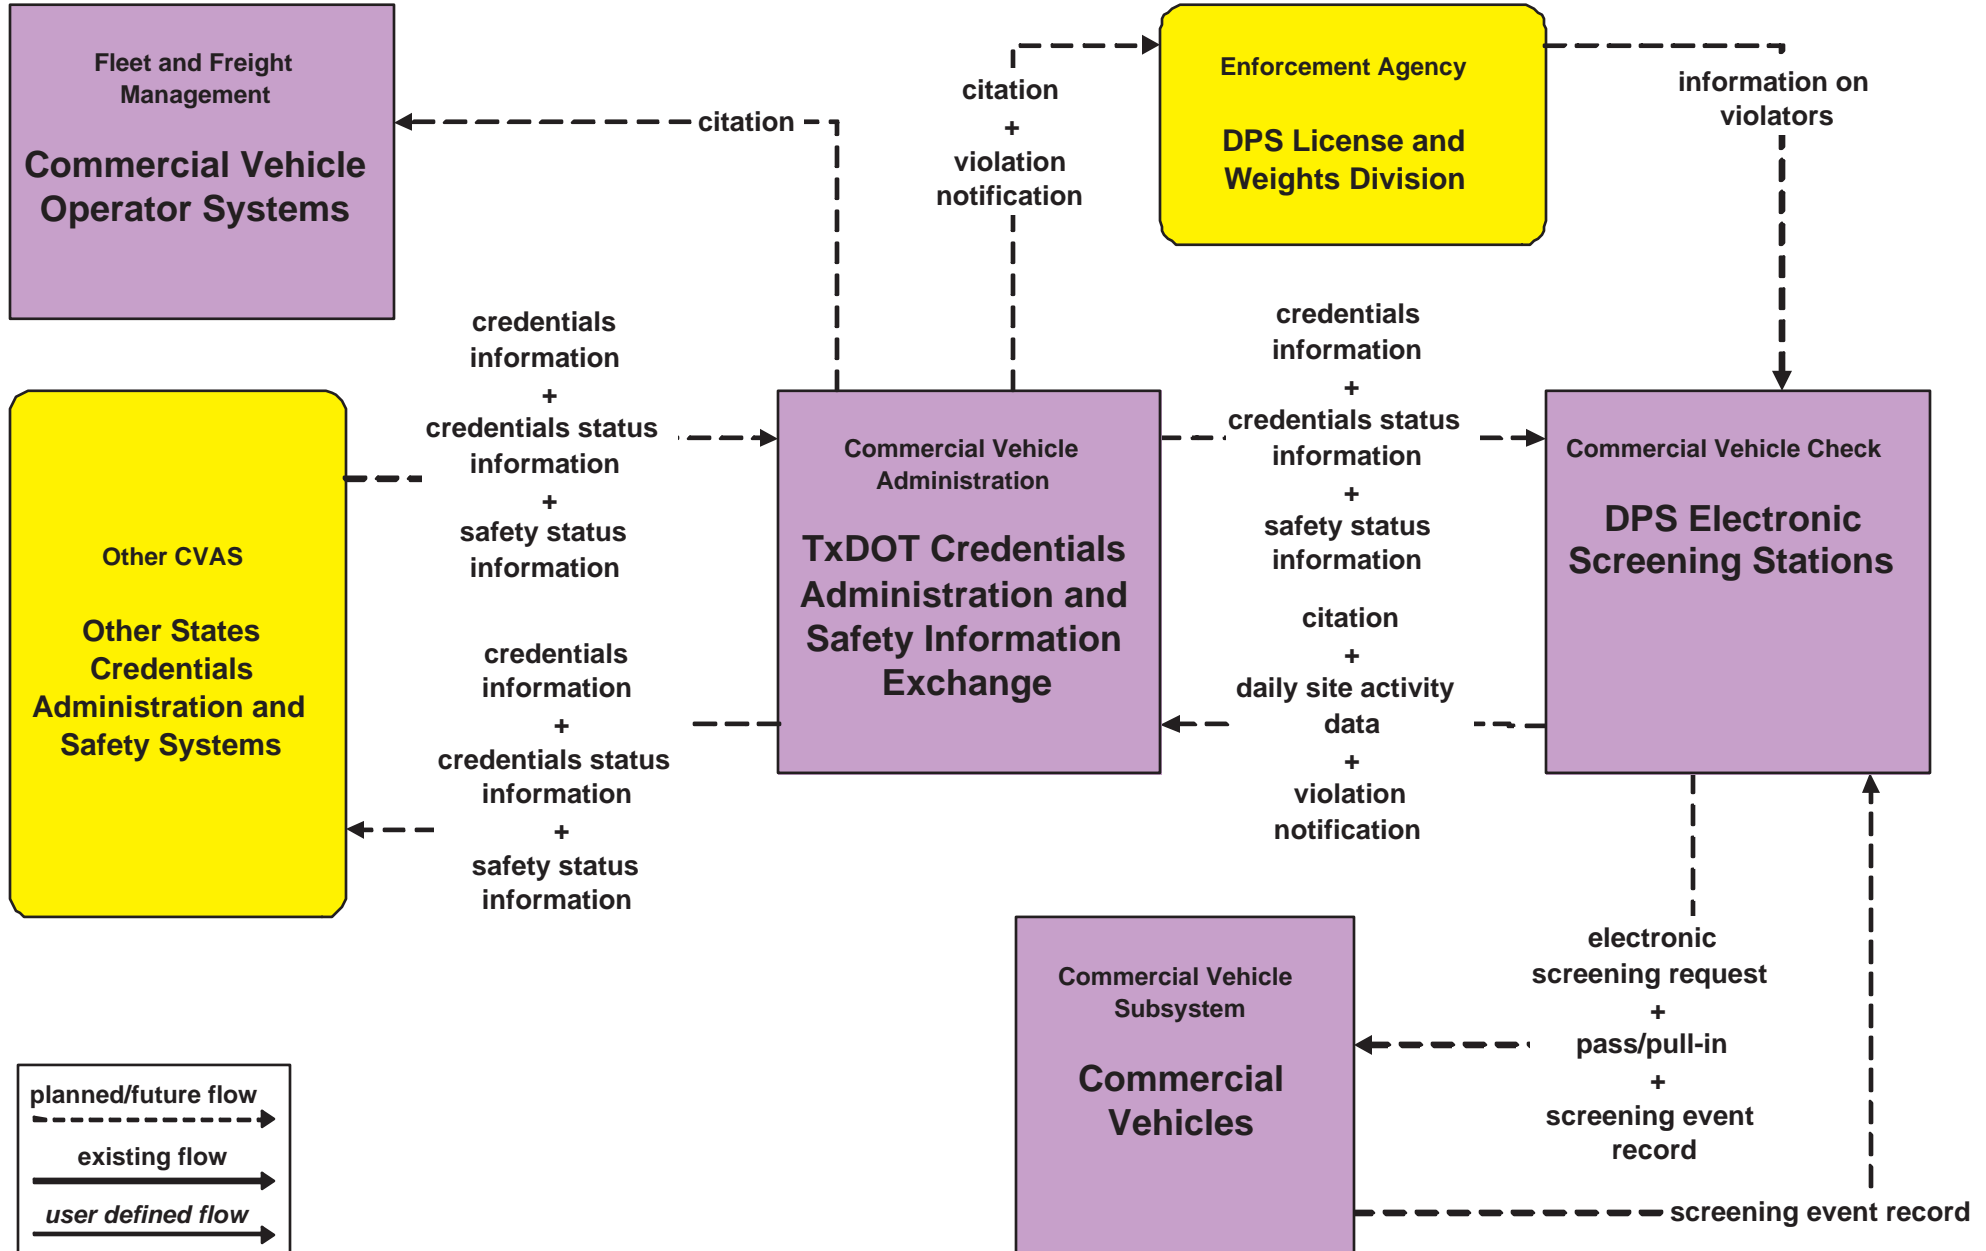 Fleet and Freight
Management
Commercial Vehicle
Operator Systems
citation
citation
+
violation
notification
Enforcement Agency
DPS License and
Weights Division
information on
violators
credentials
information
+
credentials status
information
+
safety status
information
credentials
information
+
credentials status
information
+
safety status
information
Other CVAS
Other States
Credentials
Administration and
Safety Systems
Commercial Vehicle
Administration
TxDOT Credentials
Administration and
Safety Information
Exchange
Commercial Vehicle Check
DPS Electronic
Screening Stations
credentials
information
+
credentials status
information
+
safety status
information
citation
+
daily site activity
data
+
violation
notification
Commercial Vehicle
Subsystem
Commercial
Vehicles
electronic
screening request
+
pass/pull-in
+
screening event
record
screening event record
planned/future flow
existing flow
user defined flow